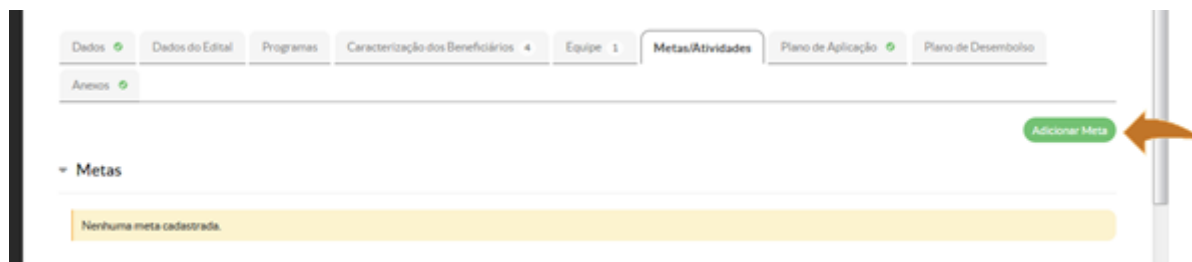 Dados
Dados do Edital
Programas
Caracterização dos Beneficiários 4
Equipe 1
Metas/Atividades
Plano de Aplicação
Plano de Desembolso
Anexos
Adicionar Meta
Metas
Nenhuma meta cadastrada.